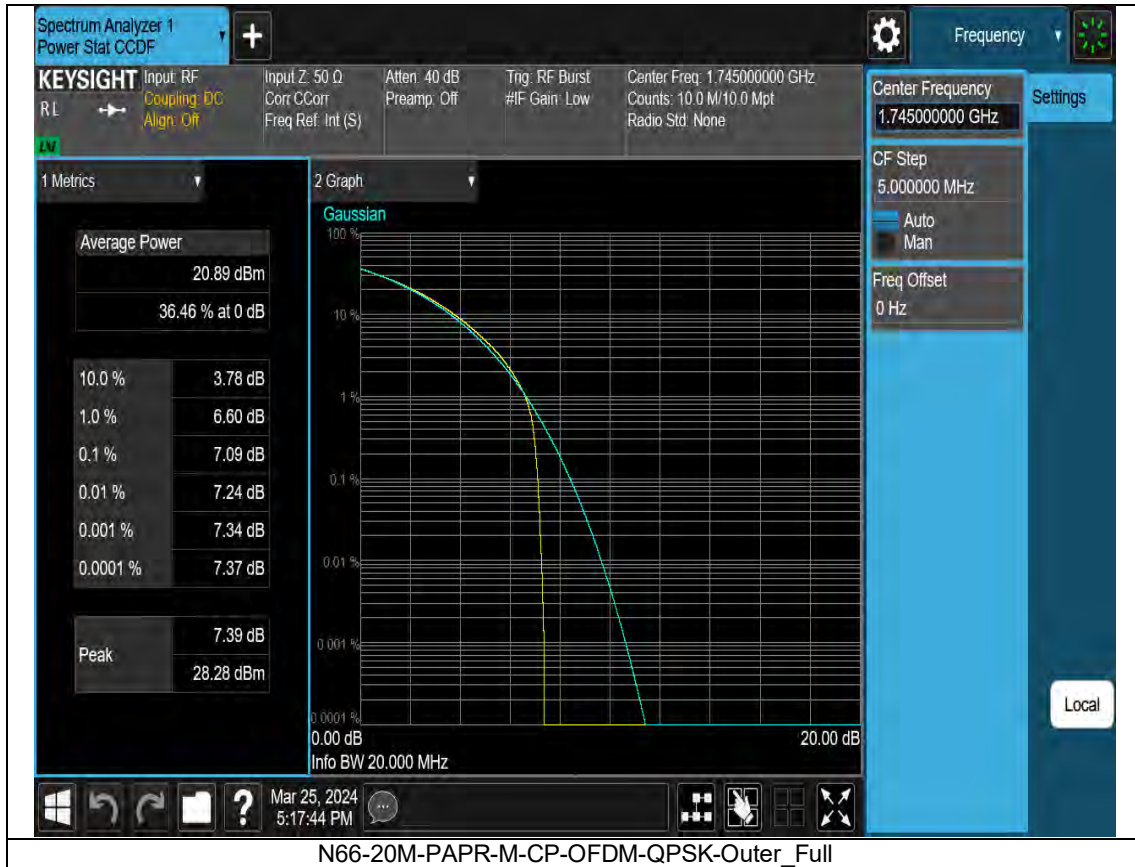 Spectrum Analyzer 1
Power Stat CCDF
+
Frequency
KEYSIGHT
RL
Input: RF
Coupling: DC
Align: Off
Input Z: 50 Ω
Corr CCorr
Freq Ref: Int (S)
Atten: 40 dB
Preamp: Off
Trig: RF Burst
#IF Gain: Low
Center Freq: 1.745000000 GHz
Counts: 10.0 M/10.0 Mpt
Radio Std: None
Center Frequency
1.745000000 GHz
Settings
CF Step
5.000000 MHz
Auto
Man
Freq Offset
0 Hz
Local
1 Metrics
Average Power
20.89 dBm
36.46 % at 0 dB
10.0 % 3.78 dB
1.0 % 6.60 dB
0.1 % 7.09 dB
0.01 % 7.24 dB
0.001 % 7.34 dB
0.0001 % 7.37 dB
Peak
7.39 dB
28.28 dBm
2 Graph
Gaussian
100 %
10 %
1 %
0.1 %
0.01 %
0.001 %
0.0001 %
0.00 dB 20.00 dB
Info BW 20.000 MHz
?
Mar 25, 2024
5:17:44 PM
N66-20M-PAPR-M-CP-OFDM-QPSK-Outer_Full